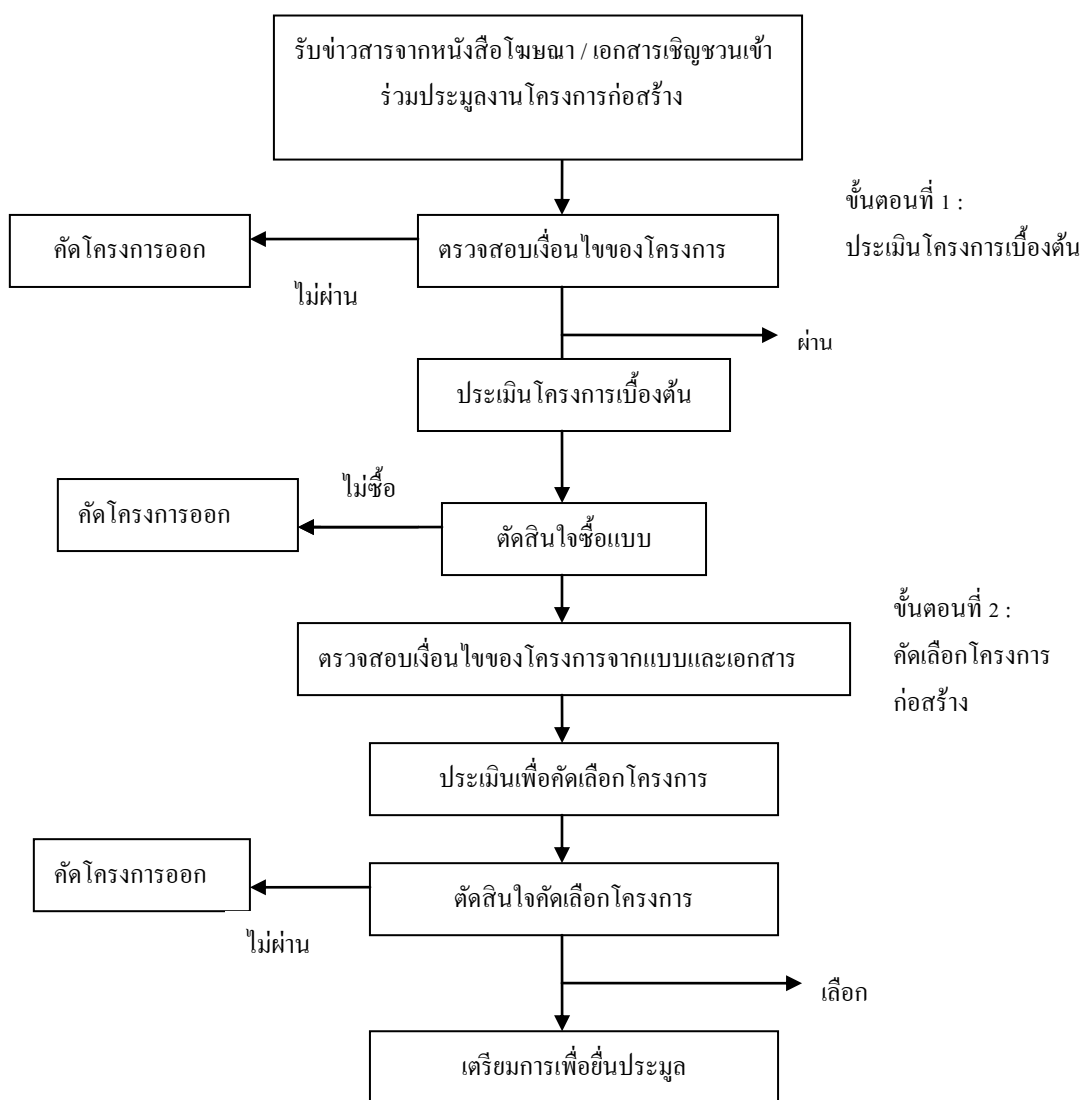 รับข่าวสารจากหนังสือโฆษณา / เอกสารเชิญชวนเข้า
ร่วมประมูลงานโครงการก่อสร้าง
ขั้นตอนที่ 1 :
ประเมินโครงการเบื้องต้น
คัดโครงการออก
ตรวจสอบเงื่อนไขของโครงการ
ไม่ผ่าน
ผ่าน
ประเมินโครงการเบื้องต้น
ไม่ซื้อ
คัดโครงการออก
ตัดสินใจซื้อแบบ
ขั้นตอนที่ 2 :
คัดเลือกโครงการ
ก่อสร้าง
ตรวจสอบเงื่อนไขของโครงการจากแบบและเอกสาร
ประเมินเพื่อคัดเลือกโครงการ
คัดโครงการออก
ตัดสินใจคัดเลือกโครงการ
ไม่ผ่าน
เลือก
เตรียมการเพื่อยื่นประมูล